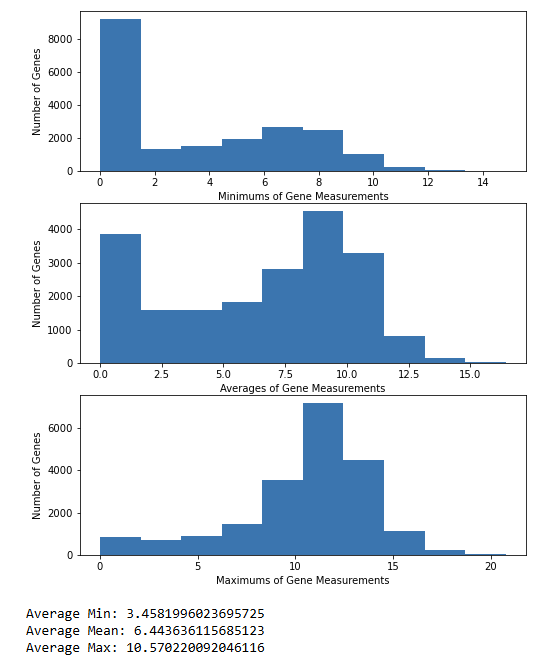 8000
6000
4000
2000
0
Number of Genes
0 2 4 6 8 10 12 14
Minimums of Gene Measurements
4000
3000
2000
1000
0
Number of Genes
0.0 2.5 5.0 7.5 10.0 12.5 15.0
Averages of Gene Measurements
6000
4000
2000
0
Number of Genes
0 5 10 15 20
Maximums of Gene Measurements
Average Min: 3.4581996023695725
Average Mean: 6.443636115685123
Average Max: 10.570220092046116